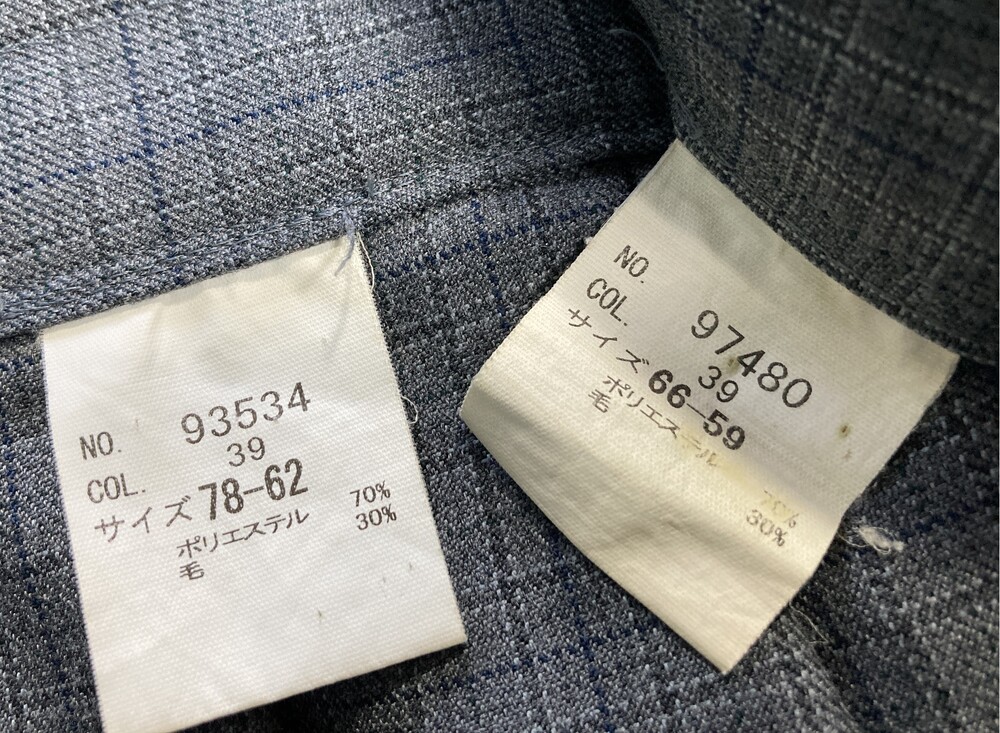 NO. 93534
COL. 39
サイズ 78-62
ポリエステル 70%
毛 30%
NO. 97480
COL. 39
サイズ 66-59
ポリエステル 70%
毛 30%